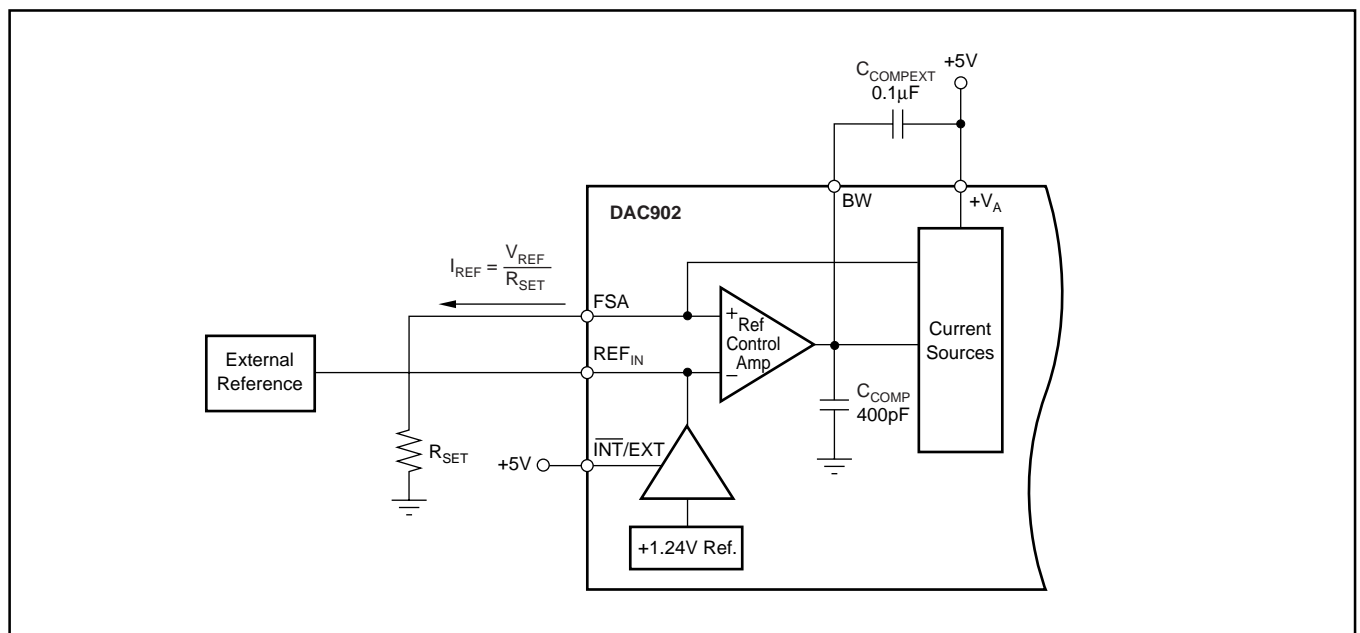 C_COMPEXT
0.1μF
+5V
BW
+V_A
DAC902
I_REF = V_REF / R_SET
FSA
+
Ref
Control
Amp
–
Current
Sources
External
Reference
REF_IN
C_COMP
400pF
R_SET
+5V
I̅N̅T̅/EXT
+1.24V Ref.